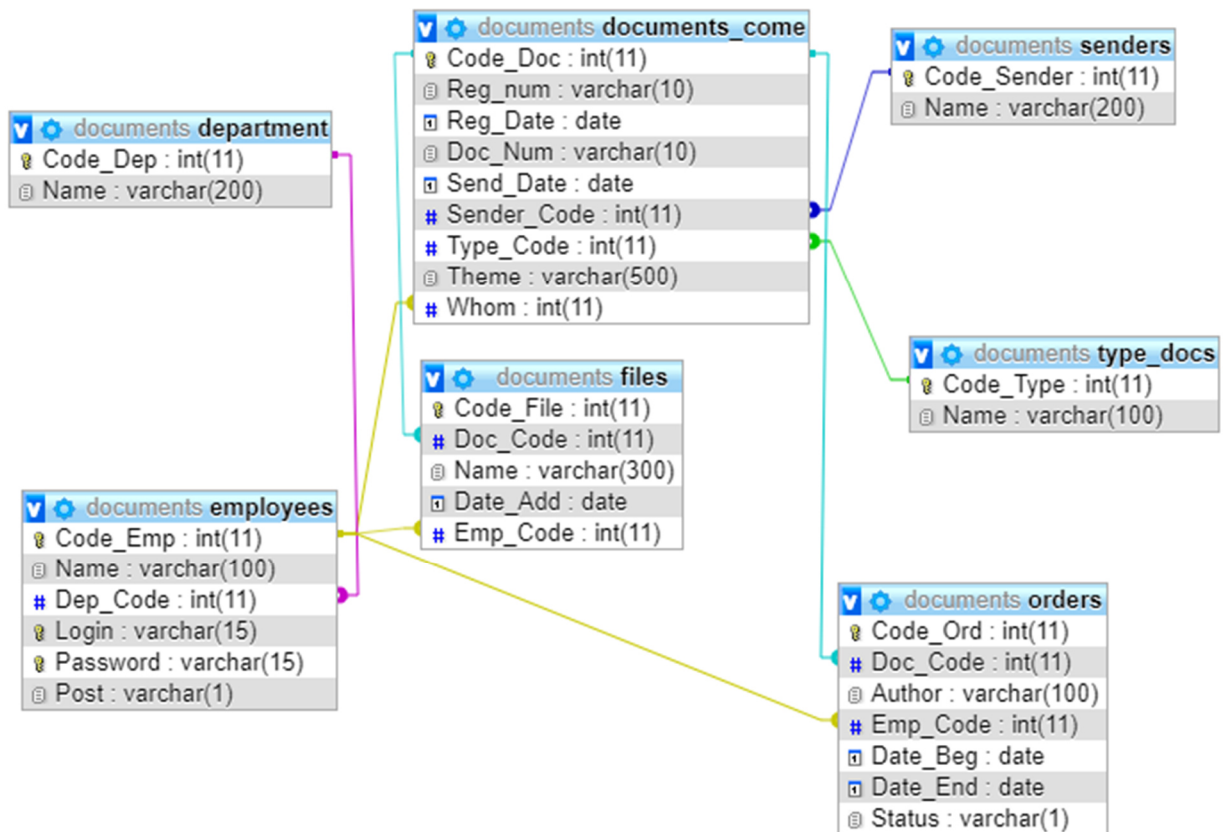 documents documents_come
Code_Doc : int(11)
Reg_num : varchar(10)
Reg_Date : date
Doc_Num : varchar(10)
Send_Date : date
Sender_Code : int(11)
Type_Code : int(11)
Theme : varchar(500)
Whom : int(11)
documents senders
Code_Sender : int(11)
Name : varchar(200)
documents department
Code_Dep : int(11)
Name : varchar(200)
documents type_docs
Code_Type : int(11)
Name : varchar(100)
documents files
Code_File : int(11)
Doc_Code : int(11)
Name : varchar(300)
Date_Add : date
Emp_Code : int(11)
documents employees
Code_Emp : int(11)
Name : varchar(100)
Dep_Code : int(11)
Login : varchar(15)
Password : varchar(15)
Post : varchar(1)
documents orders
Code_Ord : int(11)
Doc_Code : int(11)
Author : varchar(100)
Emp_Code : int(11)
Date_Beg : date
Date_End : date
Status : varchar(1)